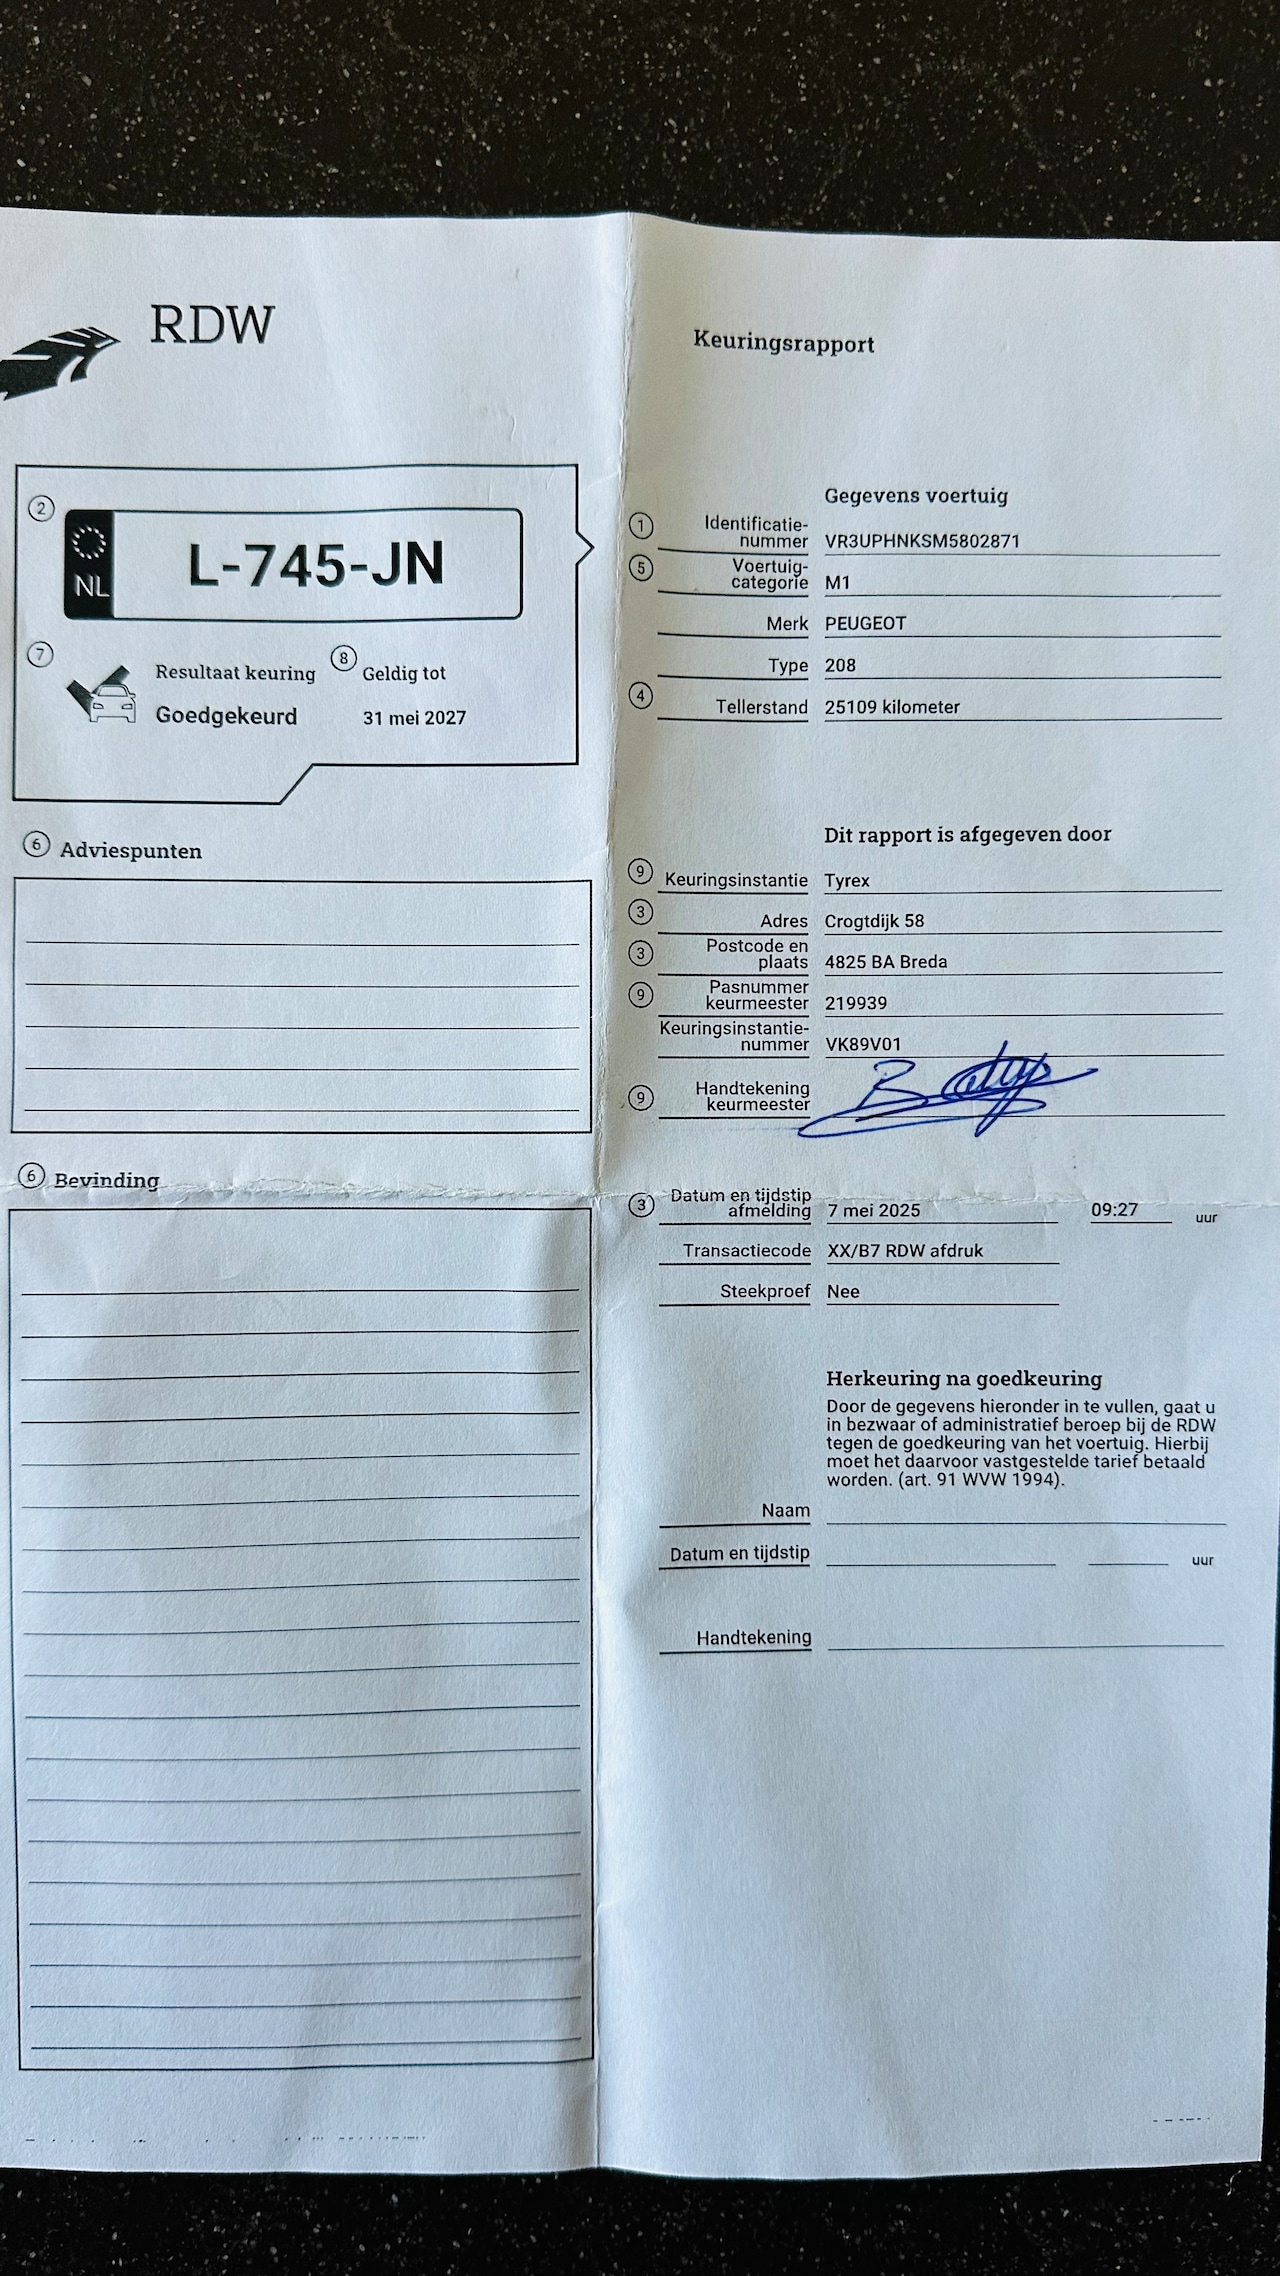 RDW
Keuringsrapport
2
NL
L-745-JN
7
Resultaat keuring
8
Geldig tot
Goedgekeurd
31 mei 2027
6 Adviespunten
6 Bevinding
Gegevens voertuig
1 Identificatie-
nummer VR3UPHNKSM5802871
5 Voertuig-
categorie M1
Merk PEUGEOT
Type 208
4 Tellerstand 25109 kilometer
Dit rapport is afgegeven door
9 Keuringsinstantie Tyrex
3 Adres Crogtdijk 58
3 Postcode en
plaats 4825 BA Breda
9 Pasnummer
keurmeester 219939
Keuringsinstantie-
nummer VK89V01
9 Handtekening
keurmeester
3 Datum en tijdstip
afmelding 7 mei 2025 09:27 uur
Transactiecode XX/B7 RDW afdruk
Steekproef Nee
Herkeuring na goedkeuring
Door de gegevens hieronder in te vullen, gaat u
in bezwaar of administratief beroep bij de RDW
tegen de goedkeuring van het voertuig. Hierbij
moet het daarvoor vastgestelde tarief betaald
worden. (art. 91 WVW 1994).
Naam
Datum en tijdstip uur
Handtekening